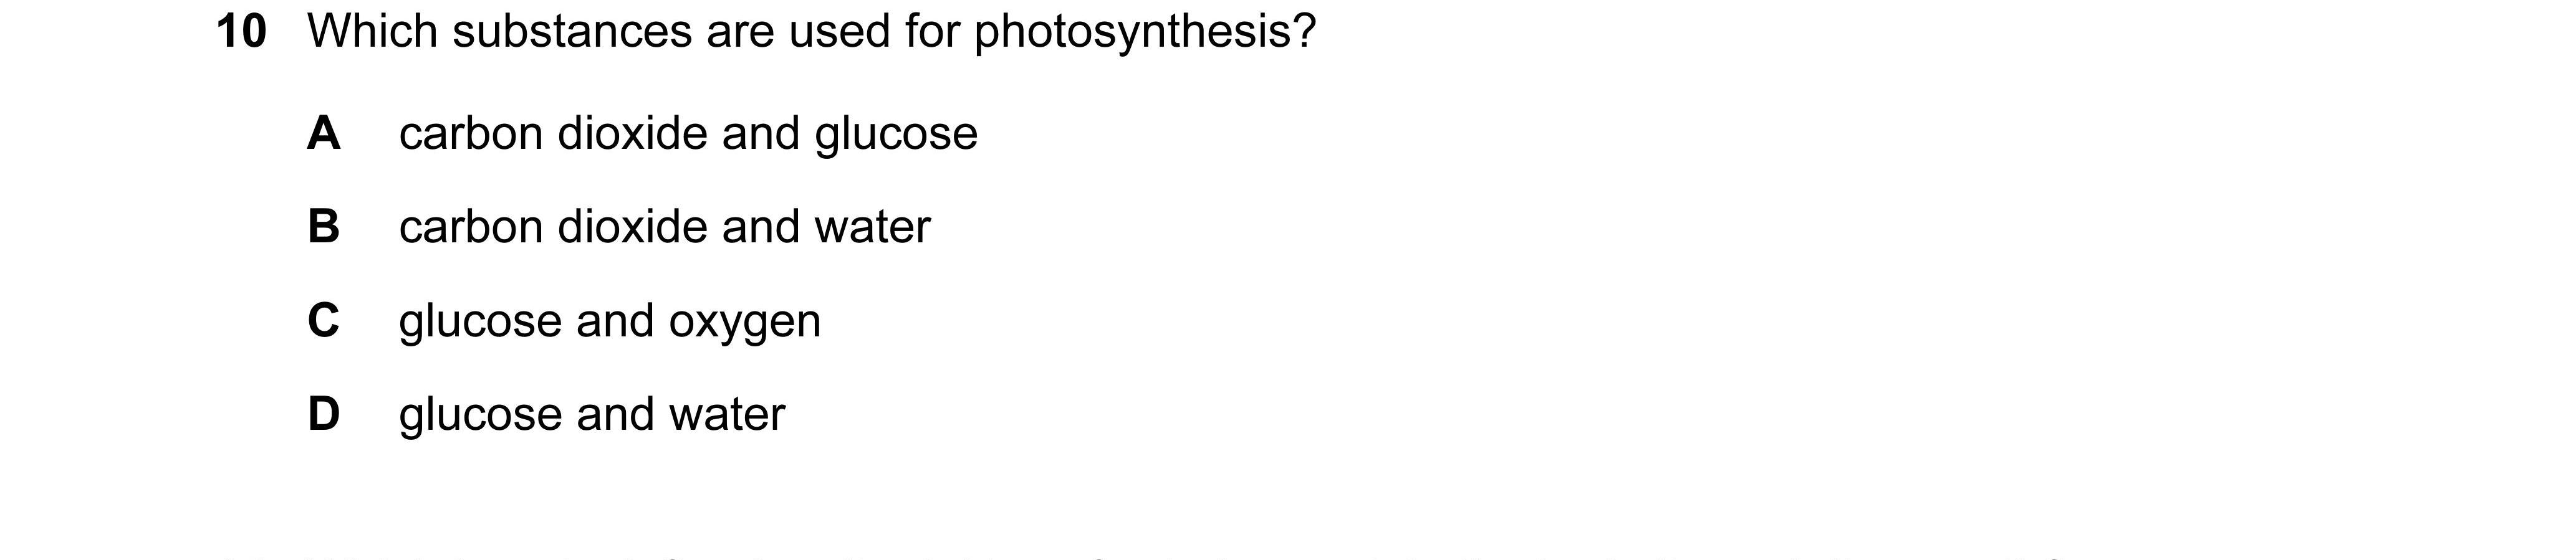 10 Which substances are used for photosynthesis?
A carbon dioxide and glucose
B carbon dioxide and water
C glucose and oxygen
D glucose and water